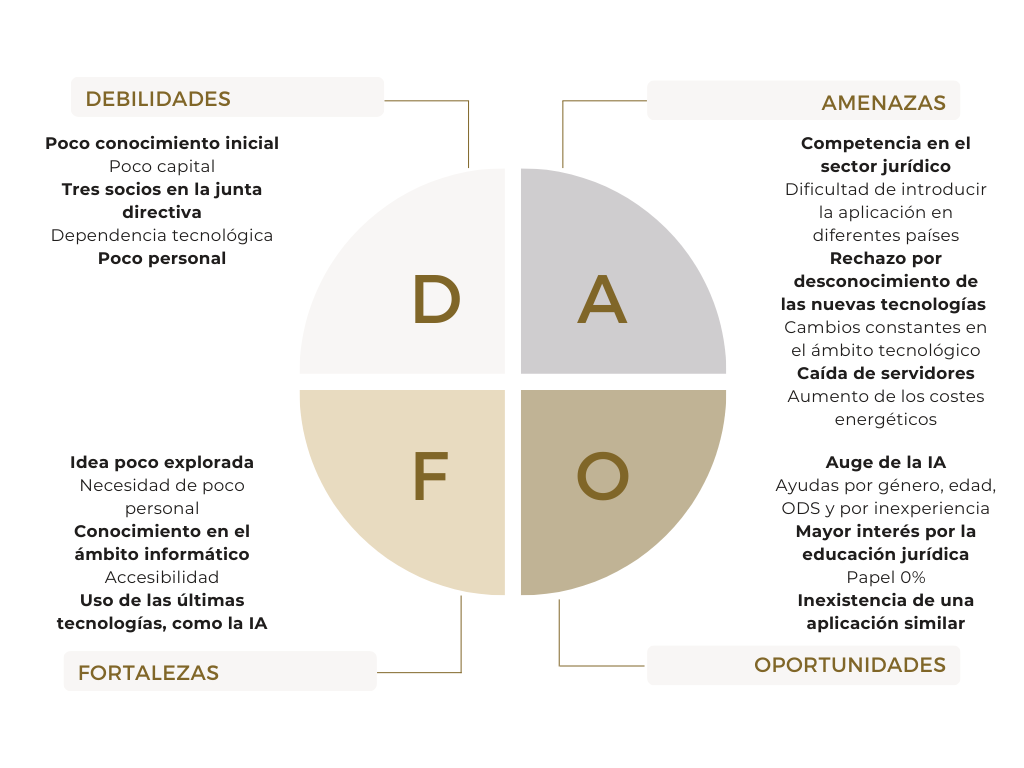 DEBILIDADES
Poco conocimiento inicial
Poco capital
Tres socios en la junta
directiva
Dependencia tecnológica
Poco personal
AMENAZAS
Competencia en el
sector jurídico
Dificultad de introducir
la aplicación en
diferentes países
Rechazo por
desconocimiento de
las nuevas tecnologías
Cambios constantes en
el ámbito tecnológico
Caída de servidores
Aumento de los costes
energéticos
D
A
F
O
Idea poco explorada
Necesidad de poco
personal
Conocimiento en el
ámbito informático
Accesibilidad
Uso de las últimas
tecnologías, como la IA
FORTALEZAS
Auge de la IA
Ayudas por género, edad,
ODS y por inexperiencia
Mayor interés por la
educación jurídica
Papel 0%
Inexistencia de una
aplicación similar
OPORTUNIDADES